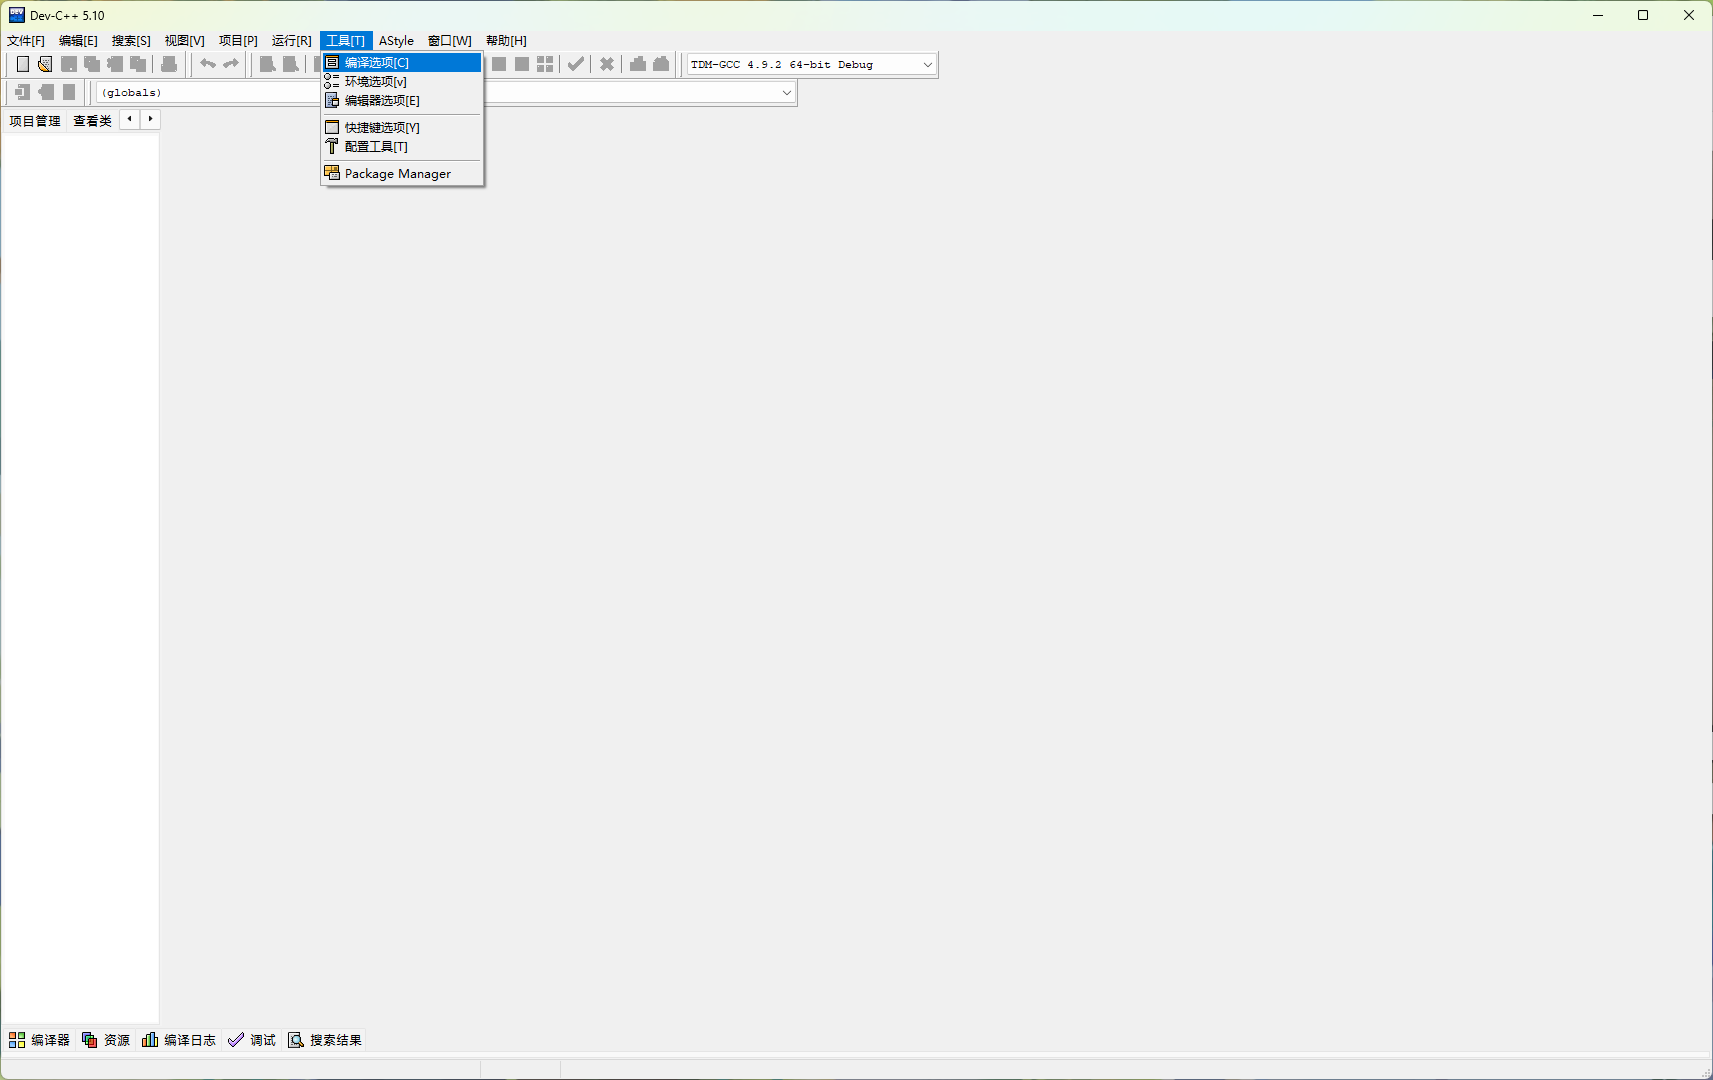 Dev-C++ 5.10
文件[F] 编辑[E] 搜索[S] 视图[V] 项目[P] 运行[R] 工具[T] AStyle 窗口[W] 帮助[H]
TDM-GCC 4.9.2 64-bit Debug
(globals)
编译选项[C]
环境选项[v]
编辑器选项[E]
快捷键选项[Y]
配置工具[T]
Package Manager
项目管理 查看类
编译器 资源 编译日志 调试 搜索结果